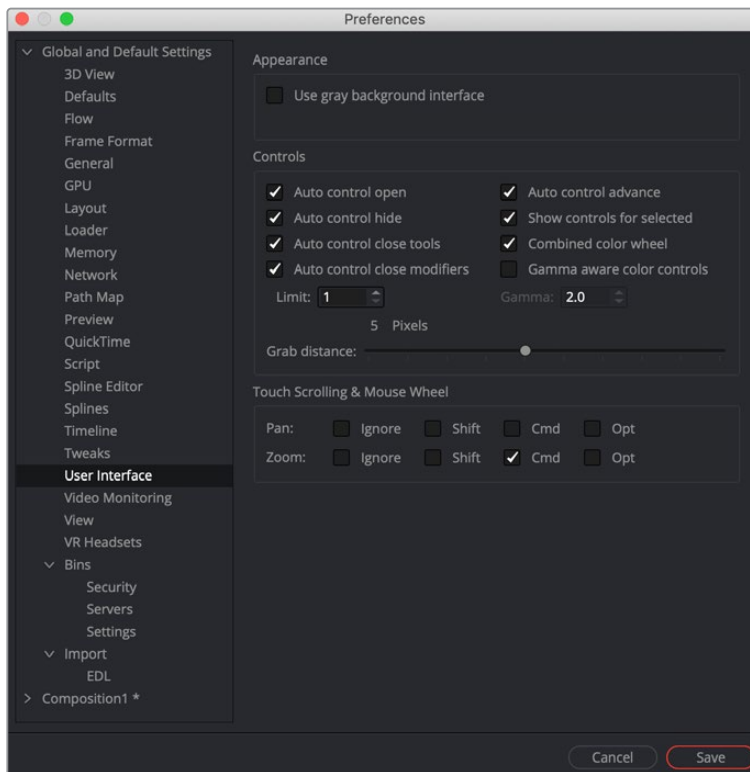 Preferences
Global and Default Settings
3D View
Defaults
Flow
Frame Format
General
GPU
Layout
Loader
Memory
Network
Path Map
Preview
QuickTime
Script
Spline Editor
Splines
Timeline
Tweaks
User Interface
Video Monitoring
View
VR Headsets
Bins
Security
Servers
Settings
Import
EDL
Composition1 *
Appearance
Use gray background interface
Controls
Auto control open Auto control advance
Auto control hide Show controls for selected
Auto control close tools Combined color wheel
Auto control close modifiers Gamma aware color controls
Limit: 1 Gamma: 2.0
5 Pixels
Grab distance:
Touch Scrolling & Mouse Wheel
Pan: Ignore Shift Cmd Opt
Zoom: Ignore Shift Cmd Opt
Cancel Save